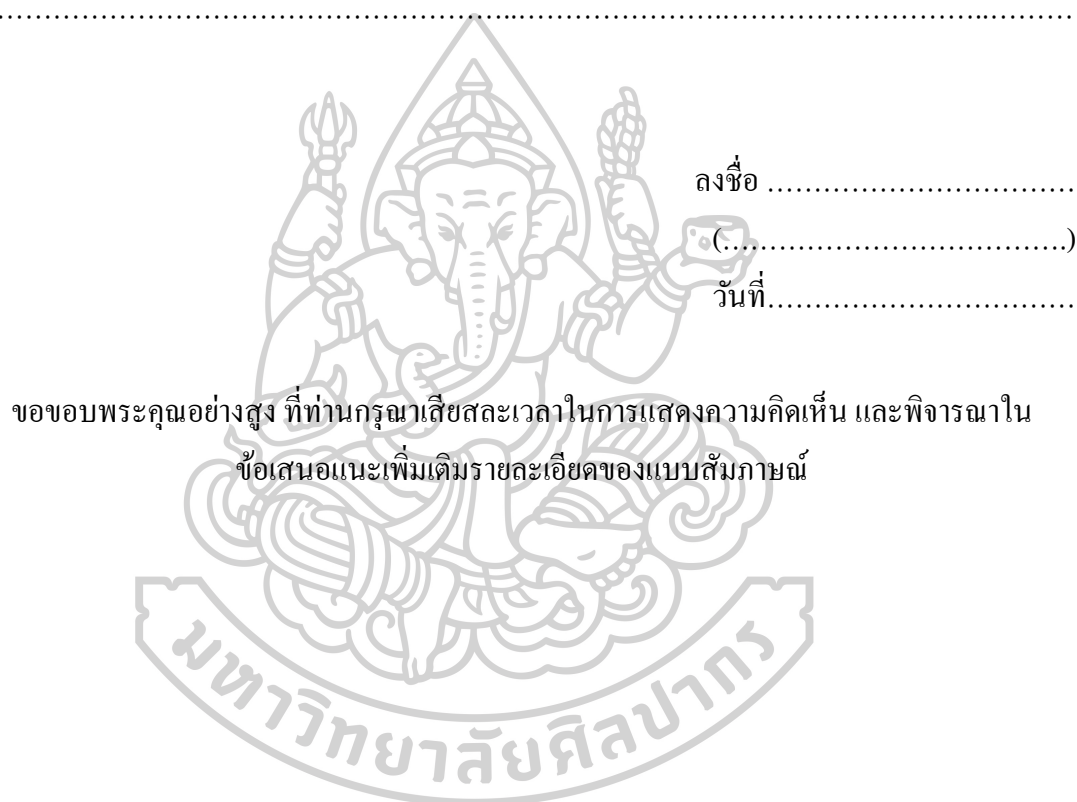 ……………………………………………………..…………………….………………………..………
ลงชื่อ ……………………………
(……………………………….)
วันที่……………………………
ขอขอบพระคุณอย่างสูง ที่ท่านกรุณาเสียสละเวลาในการแสดงความคิดเห็น และพิจารณาใน
ข้อเสนอแนะเพิ่มเติมรายละเอียดของแบบสัมภาษณ์
มหาวิทยาลัยศิลปากร